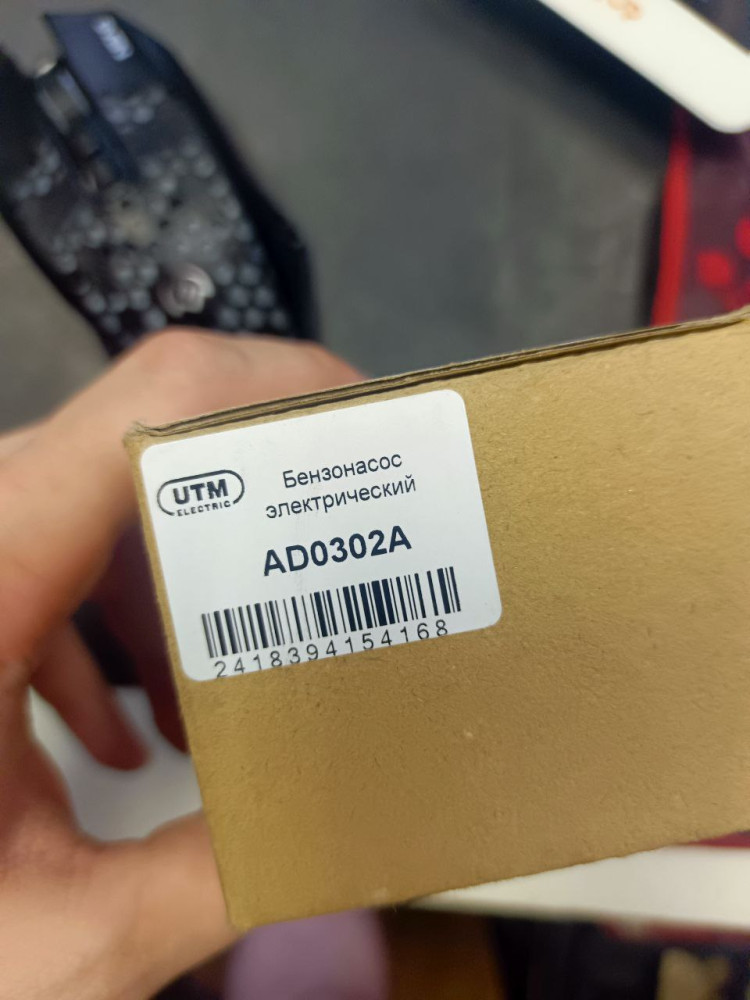 UTM
ELECTRIC
Бензонасос
электрический
AD0302A
2418394154168